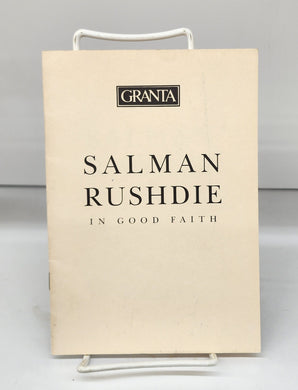 GRANTA
SALMAN
RUSHDIE
IN GOOD FAITH